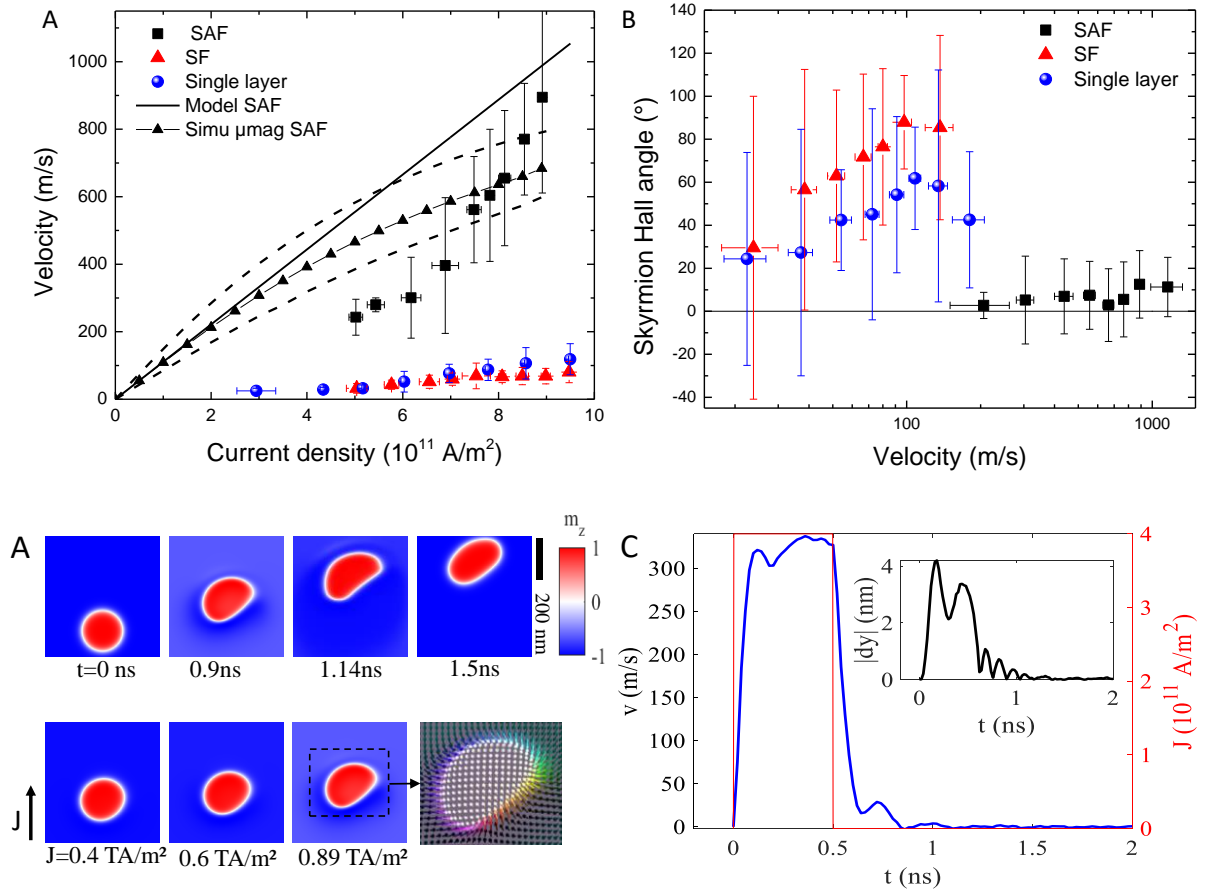 A
SAF
SF
Single layer
Model SAF
Simu µmag SAF
1000
800
600
400
200
0
Velocity (m/s)
0 2 4 6 8 10
Current density (10¹¹ A/m²)
B
SAF
SF
Single layer
140
120
100
80
60
40
20
0
-20
-40
Skyrmion Hall angle (°)
100 1000
Velocity (m/s)
A
t=0 ns
0.9ns
1.14ns
1.5ns
200 nm
m_z
1
0
-1
J
J=0.4 TA/m²
0.6 TA/m²
0.89 TA/m²
C
300
250
200
150
100
50
0
v (m/s)
0 0.5 1 1.5 2
t (ns)
4
3
2
1
0
J (10¹¹ A/m²)
4
2
0
|dy| (nm)
0 1 2
t (ns)